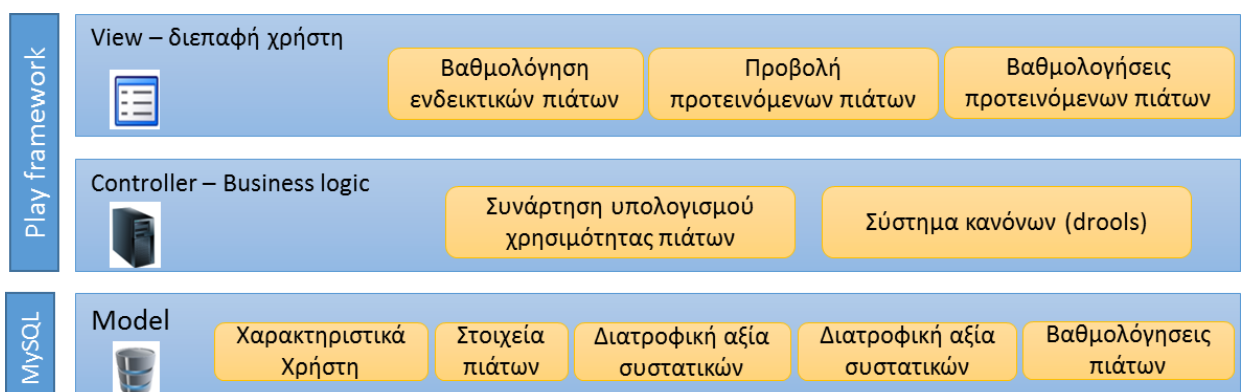 Play framework
View – διεπαφή χρήστη
Βαθμολόγηση
ενδεικτικών πιάτων
Προβολή
προτεινόμενων πιάτων
Βαθμολογήσεις
προτεινόμενων πιάτων
Controller – Business logic
Συνάρτηση υπολογισμού
χρησιμότητας πιάτων
Σύστημα κανόνων (drools)
MySQL
Model
Χαρακτηριστικά
Χρήστη
Στοιχεία
πιάτων
Διατροφική αξία
συστατικών
Διατροφική αξία
συστατικών
Βαθμολόγησεις
πιάτων